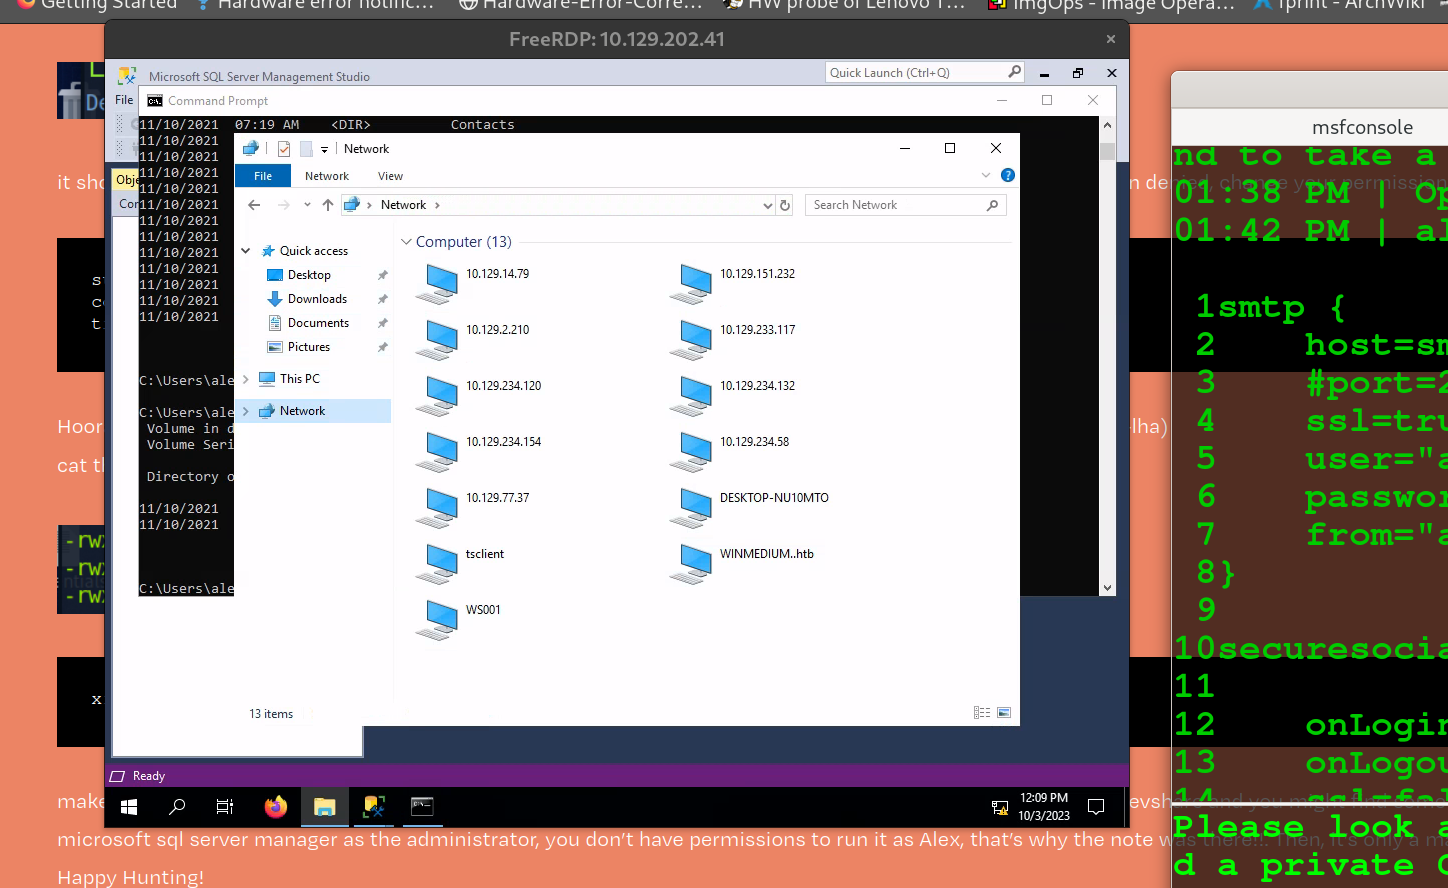 Getting Started
Hardware error notific…
Hardware-Error-Corre…
HW probe of Lenovo T…
ImgOps - Image Opera…
fprint - ArchWiki
FreeRDP: 10.129.202.41
Microsoft SQL Server Management Studio
Quick Launch (Ctrl+Q)
File
Command Prompt
11/10/2021  07:19 AM    <DIR>          Contacts
11/10/2021
11/10/2021
11/10/2021
11/10/2021
11/10/2021
11/10/2021
11/10/2021
11/10/2021
11/10/2021
11/10/2021
11/10/2021
11/10/2021
C:\Users\ale
C:\Users\ale
Volume in d
Volume Seri
Directory o
11/10/2021
11/10/2021
C:\Users\ale
Network
File
Network
View
Network
Search Network
Quick access
Desktop
Downloads
Documents
Pictures
This PC
Network
Computer (13)
10.129.14.79
10.129.151.232
10.129.2.210
10.129.233.117
10.129.234.120
10.129.234.132
10.129.234.154
10.129.234.58
10.129.77.37
DESKTOP-NU10MTO
tsclient
WINMEDIUM..htb
WS001
13 items
Ready
12:09 PM
10/3/2023
it sho
n denied, change your permission
Hoor
lha)
cat th
-rwx
-rw
-rwx
x
make
microsoft sql server manager as the administrator, you don't have permissions to run it as Alex, that's why the note was there!!! Then, it's only a ma
Happy Hunting!
msfconsole
nd to take a
01:38 PM | Op
01:42 PM | al
1smtp {
2    host=sm
3    #port=2
4    ssl=tru
5    user="a
6    passwor
7    from="a
8}
9
10securesocia
11
12    onLogin
13    onLogou
14    ssl=fal
Please look a
d a private